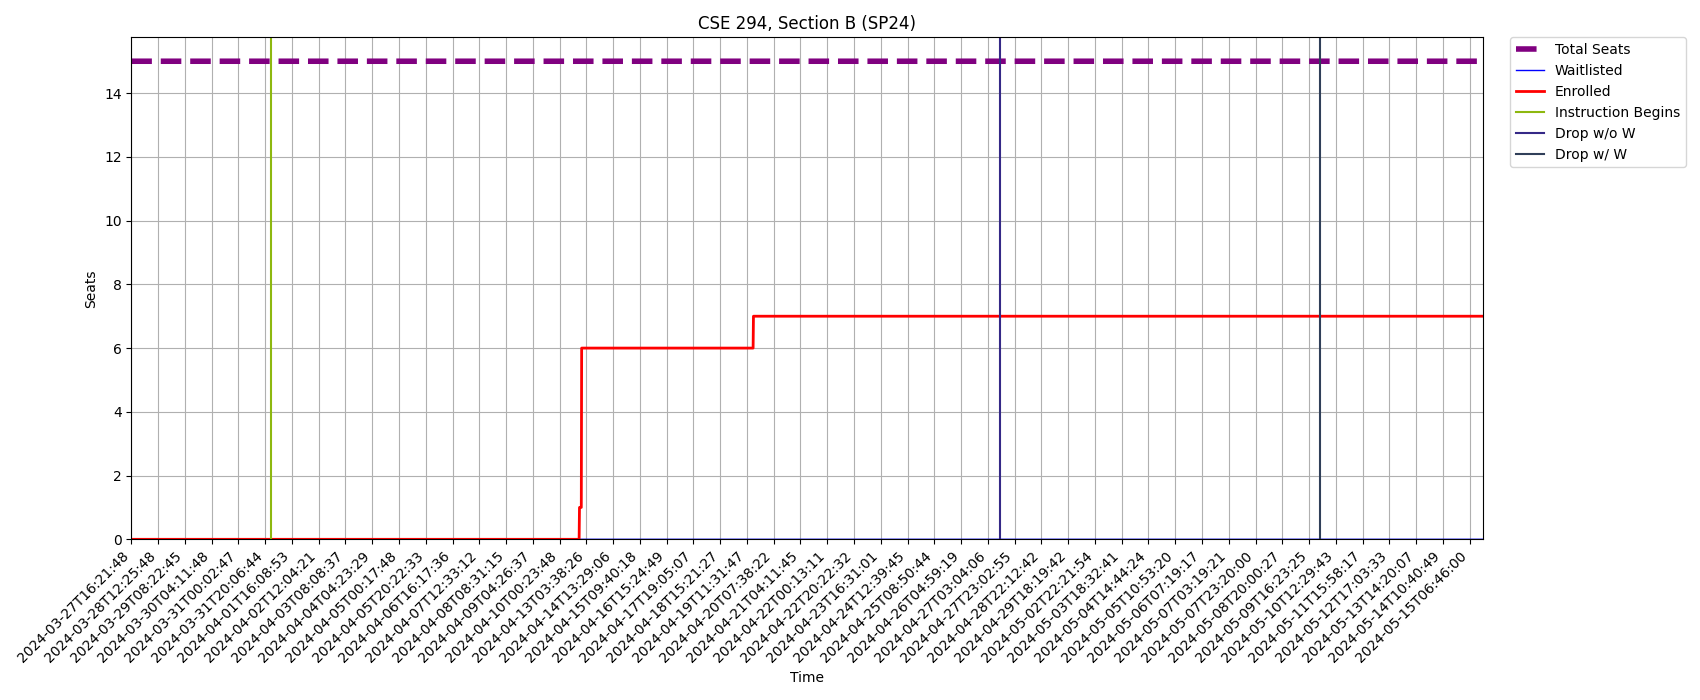 CSE 294, Section B (SP24)
Total Seats
Waitlisted
Enrolled
Instruction Begins
Drop w/o W
Drop w/ W
Seats
14
12
10
8
6
4
2
0
2024-03-27T16:21:48
2024-03-28T12:25:48
2024-03-29T08:22:45
2024-03-30T04:11:48
2024-03-31T00:02:47
2024-03-31T20:06:44
2024-04-01T16:08:53
2024-04-02T12:04:21
2024-04-03T08:08:37
2024-04-04T04:23:29
2024-04-05T00:17:48
2024-04-05T20:22:33
2024-04-06T16:17:36
2024-04-07T12:33:12
2024-04-08T08:31:15
2024-04-09T04:26:37
2024-04-10T00:23:48
2024-04-13T03:38:26
2024-04-14T13:29:06
2024-04-15T09:40:18
2024-04-16T15:24:49
2024-04-17T19:05:07
2024-04-18T15:21:27
2024-04-19T11:31:47
2024-04-20T07:38:22
2024-04-21T04:11:45
2024-04-22T00:13:11
2024-04-22T20:22:32
2024-04-23T16:31:01
2024-04-24T12:39:45
2024-04-25T08:50:44
2024-04-26T04:59:19
2024-04-27T03:04:06
2024-04-27T23:02:55
2024-04-28T22:12:42
2024-04-29T18:19:42
2024-05-02T22:21:54
2024-05-03T18:32:41
2024-05-04T14:44:24
2024-05-05T10:53:20
2024-05-06T07:19:17
2024-05-07T03:19:21
2024-05-07T23:20:00
2024-05-08T20:00:27
2024-05-09T16:23:25
2024-05-10T12:29:43
2024-05-11T15:58:17
2024-05-12T17:03:33
2024-05-13T14:20:07
2024-05-14T10:40:49
2024-05-15T06:46:00
Time